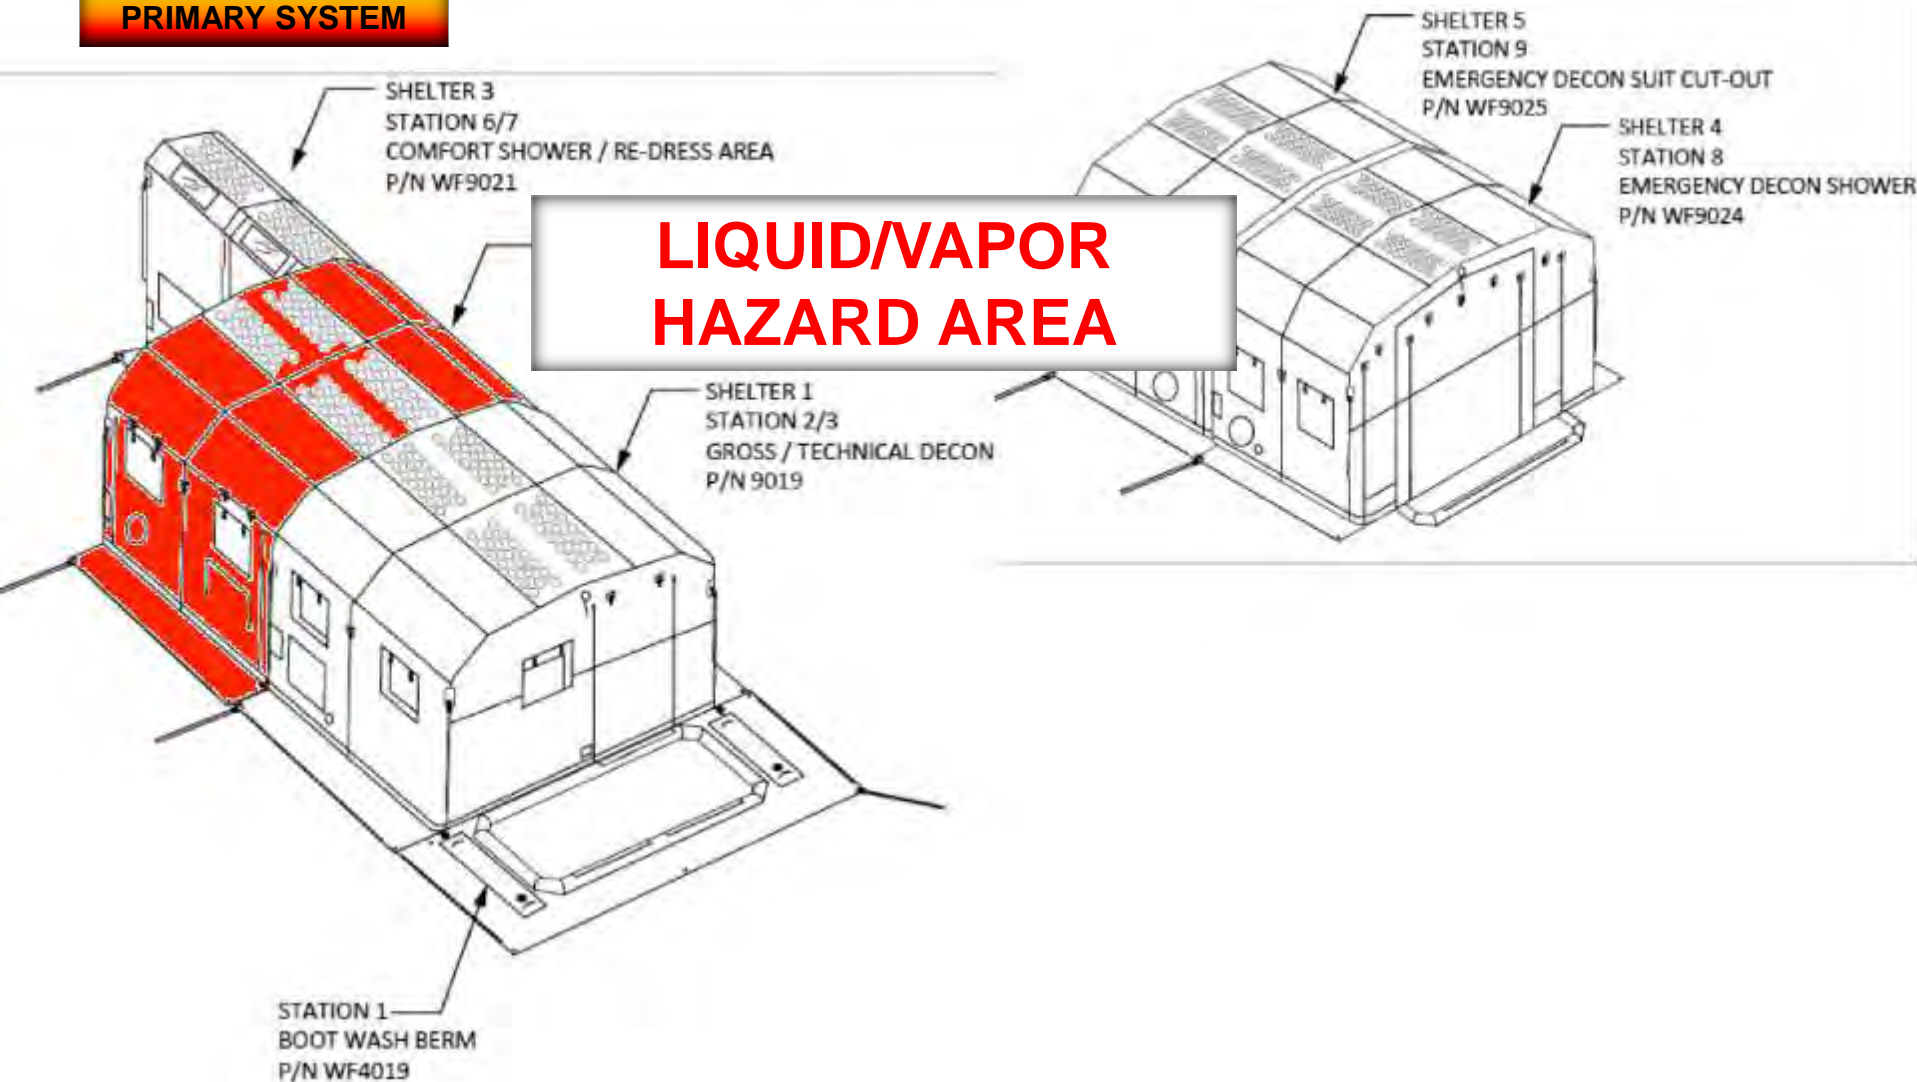 PRIMARY SYSTEM
SHELTER 3
STATION 6/7
COMFORT SHOWER / RE-DRESS AREA
P/N WF9021
SHELTER 5
STATION 9
EMERGENCY DECON SUIT CUT-OUT
P/N WF9025
SHELTER 4
STATION 8
EMERGENCY DECON SHOWER
P/N WF9024
LIQUID/VAPOR
HAZARD AREA
SHELTER 1
STATION 2/3
GROSS / TECHNICAL DECON
P/N 9019
STATION 1
BOOT WASH BERM
P/N WF4019